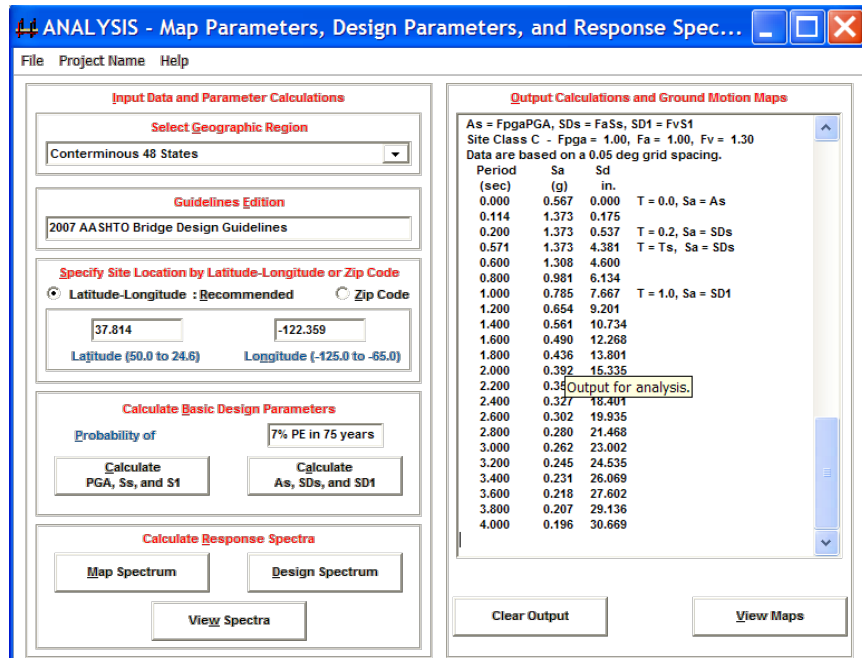 ANALYSIS - Map Parameters, Design Parameters, and Response Spec...
File Project Name Help
Input Data and Parameter Calculations
Select Geographic Region
Conterminous 48 States
Guidelines Edition
2007 AASHTO Bridge Design Guidelines
Specify Site Location by Latitude-Longitude or Zip Code
Latitude-Longitude : Recommended Zip Code
37.814 -122.359
Latitude (50.0 to 24.6) Longitude (-125.0 to -65.0)
Calculate Basic Design Parameters
Probability of 7% PE in 75 years
Calculate
PGA, Ss, and S1
Calculate
As, SDs, and SD1
Calculate Response Spectra
Map Spectrum Design Spectrum
View Spectra
Output Calculations and Ground Motion Maps
As = FpgaPGA, SDs = FaSs, SD1 = FvS1
Site Class C - Fpga = 1.00, Fa = 1.00, Fv = 1.30
Data are based on a 0.05 deg grid spacing.
Period Sa Sd
(sec) (g) in.
0.000 0.567 0.000 T = 0.0, Sa = As
0.114 1.373 0.175
0.200 1.373 0.537 T = 0.2, Sa = SDs
0.571 1.373 4.381 T = Ts, Sa = SDs
0.600 1.308 4.600
0.800 0.981 6.134
1.000 0.785 7.667 T = 1.0, Sa = SD1
1.200 0.654 9.201
1.400 0.561 10.734
1.600 0.490 12.268
1.800 0.436 13.801
2.000 0.392 15.335
2.200
Output for analysis.
2.400 0.327 18.401
2.600 0.302 19.935
2.800 0.280 21.468
3.000 0.262 23.002
3.200 0.245 24.535
3.400 0.231 26.069
3.600 0.218 27.602
3.800 0.207 29.136
4.000 0.196 30.669
Clear Output View Maps